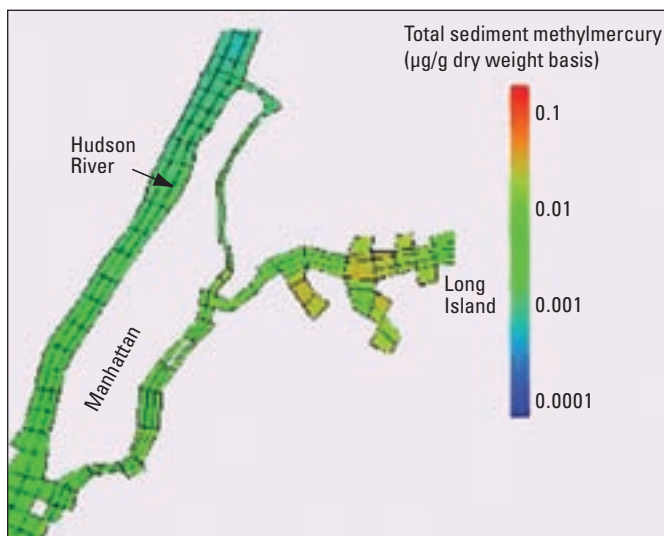 Total sediment methylmercury
(µg/g dry weight basis)
0.1
0.01
0.001
0.0001
Hudson
River
Manhattan
Long
Island